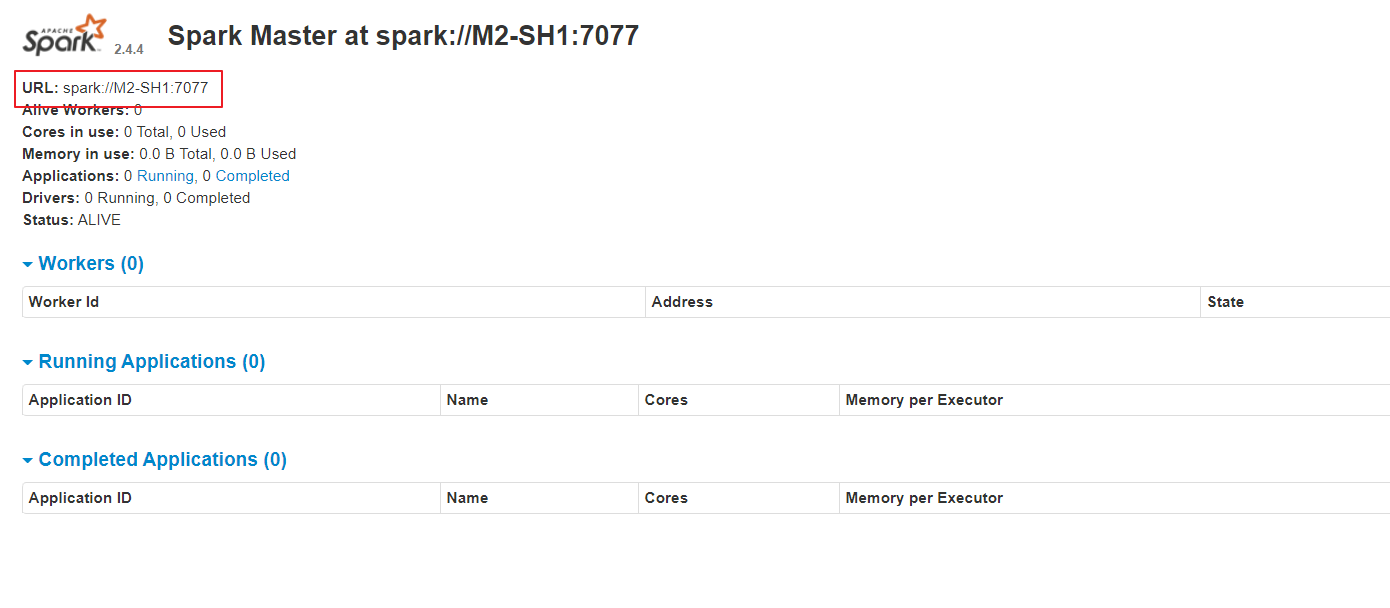 APACHE
Spark 2.4.4 Spark Master at spark://M2-SH1:7077
URL: spark://M2-SH1:7077
Alive Workers: 0
Cores in use: 0 Total, 0 Used
Memory in use: 0.0 B Total, 0.0 B Used
Applications: 0 Running, 0 Completed
Drivers: 0 Running, 0 Completed
Status: ALIVE
Workers (0)
Worker Id Address State
Running Applications (0)
Application ID Name Cores Memory per Executor
Completed Applications (0)
Application ID Name Cores Memory per Executor